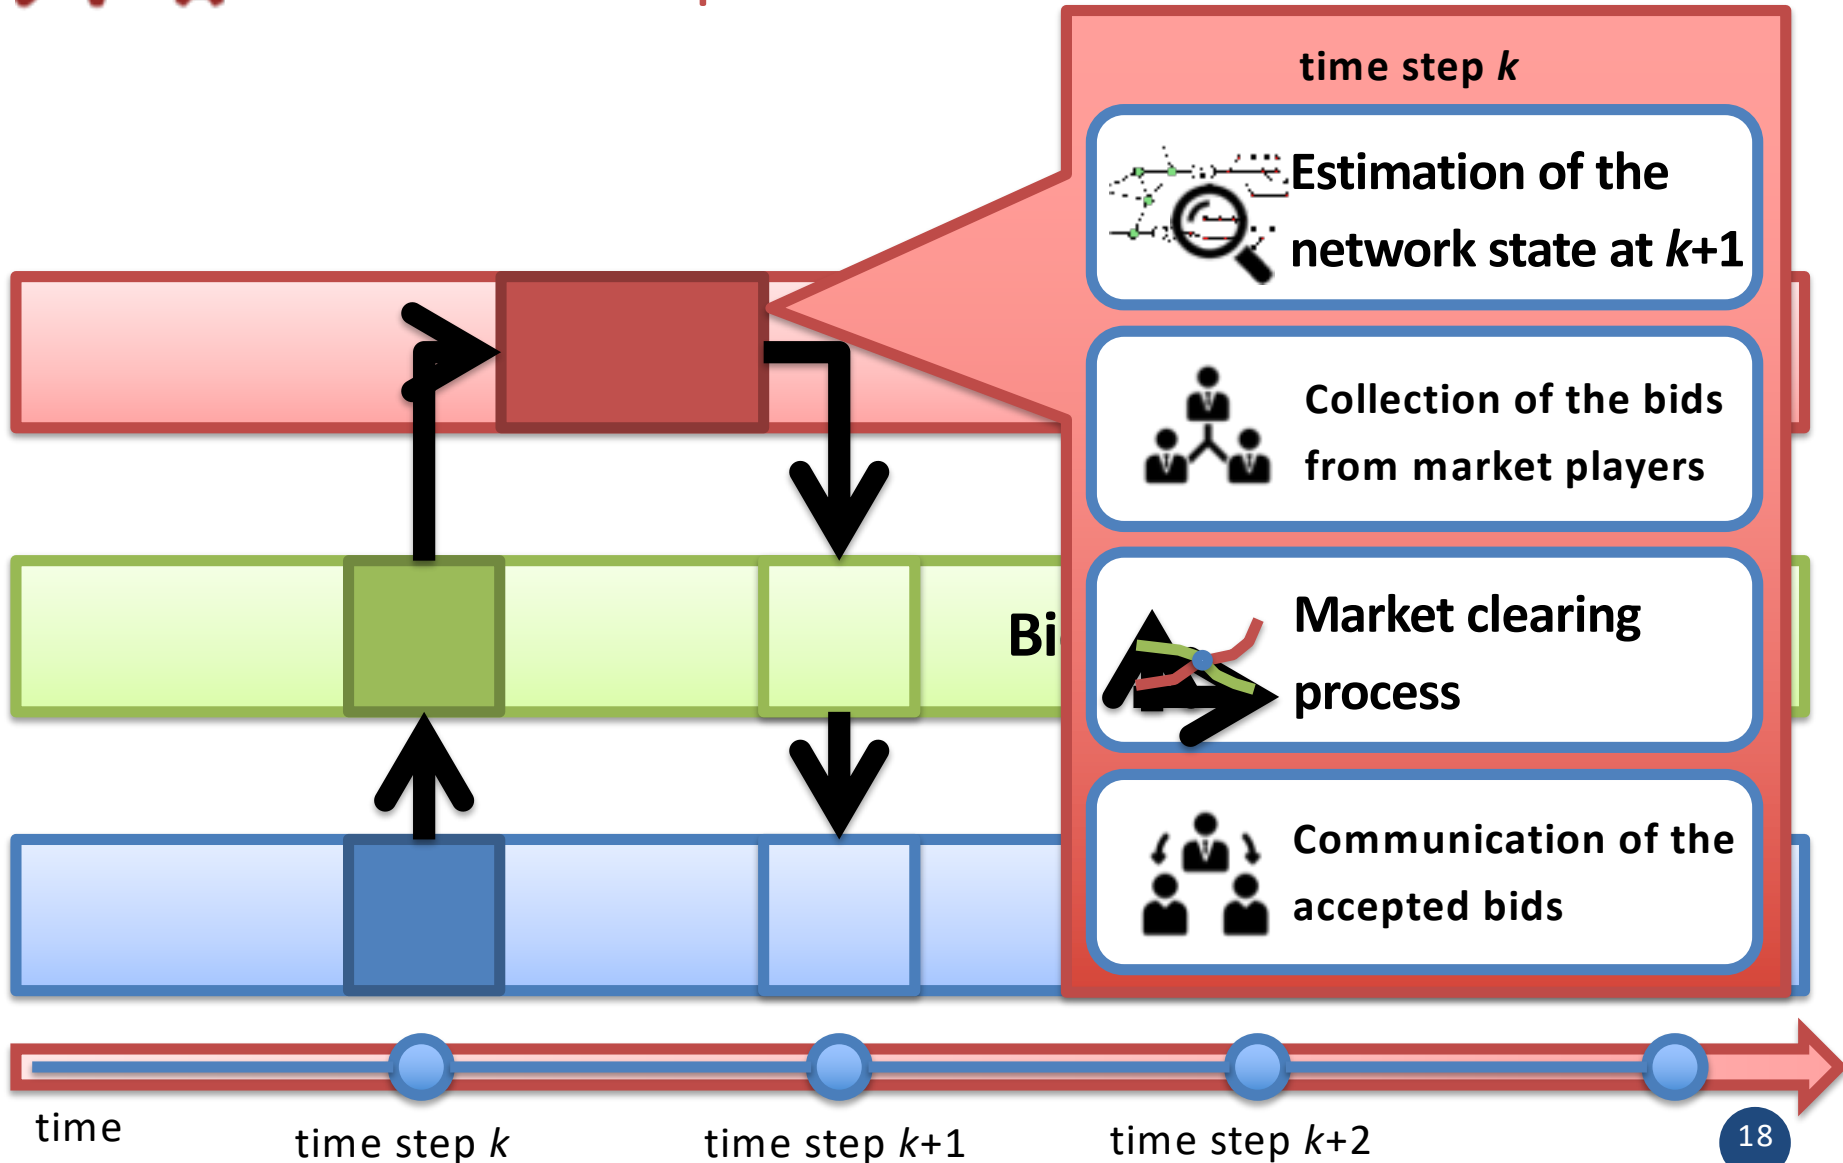 time step k
Estimation of the
network state at k+1
Collection of the bids
from market players
Market clearing
process
Communication of the
accepted bids
time
time step k
time step k+1
time step k+2
18